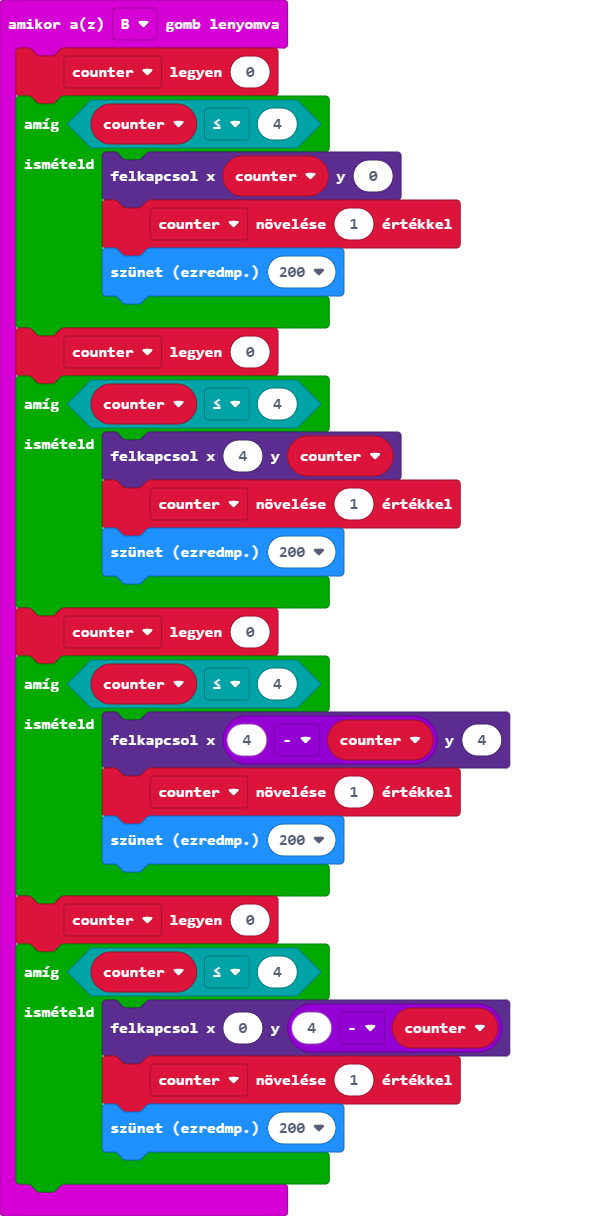 amikor a(z) B gomb lenyomva
counter legyen 0
amíg counter ≤ 4
ismételd
felkapcsol x counter y 0
counter növelése 1 értékkel
szünet (ezredmp.) 200
counter legyen 0
amíg counter ≤ 4
ismételd
felkapcsol x 4 y counter
counter növelése 1 értékkel
szünet (ezredmp.) 200
counter legyen 0
amíg counter ≤ 4
ismételd
felkapcsol x 4 - counter y 4
counter növelése 1 értékkel
szünet (ezredmp.) 200
counter legyen 0
amíg counter ≤ 4
ismételd
felkapcsol x 0 y 4 - counter
counter növelése 1 értékkel
szünet (ezredmp.) 200